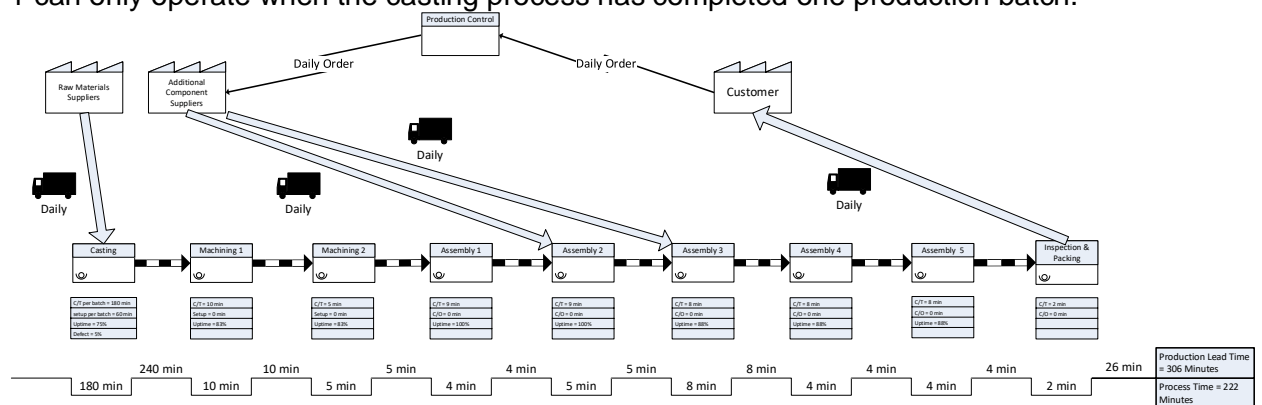 1 can only operate when the casting process has completed one production batch.
Production Control
Daily Order
Daily Order
Raw Materials
Suppliers
Additional
Component
Suppliers
Customer
Daily
Daily
Daily
Daily
Casting
Machining 1
Machining 2
Assembly 1
Assembly 2
Assembly 3
Assembly 4
Assembly 5
Inspection &
Packing
C/T per batch = 180 min
setup per batch = 60 min
Uptime = 75%
Defect = 5%
C/T = 10 min
Setup = 0 min
Uptime = 83%
C/T = 5 min
Setup = 0 min
Uptime = 83%
C/T = 9 min
C/O = 0 min
Uptime = 100%
C/T = 9 min
C/O = 0 min
Uptime = 100%
C/T = 8 min
C/O = 0 min
Uptime = 88%
C/T = 8 min
C/O = 0 min
Uptime = 88%
C/T = 8 min
C/O = 0 min
Uptime = 88%
C/T = 2 min
C/O = 0 min
240 min
10 min
5 min
4 min
5 min
8 min
4 min
4 min
26 min
180 min
10 min
5 min
4 min
5 min
8 min
4 min
4 min
2 min
Production Lead Time
= 306 Minutes
Process Time = 222
Minutes